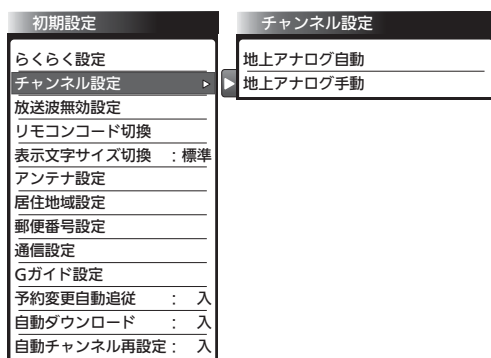 初期設定
らくらく設定
チャンネル設定
放送波無効設定
リモコンコード切換
表示文字サイズ切換 : 標準
アンテナ設定
居住地域設定
郵便番号設定
通信設定
Gガイド設定
予約変更自動追従 : 入
自動ダウンロード : 入
自動チャンネル再設定 : 入
チャンネル設定
地上アナログ自動
地上アナログ手動